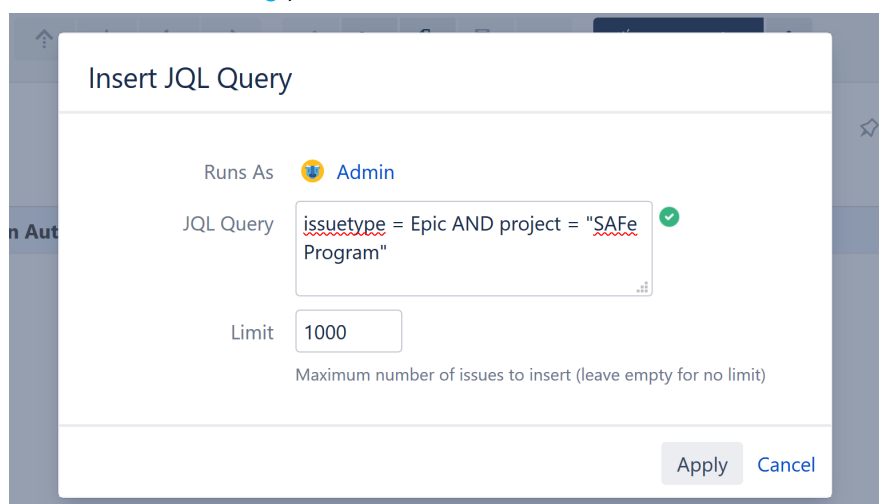 Insert JQL Query
Runs As Admin
JQL Query issuetype = Epic AND project = "SAFe
Program"
n Aut
Limit 1000
Maximum number of issues to insert (leave empty for no limit)
Apply Cancel